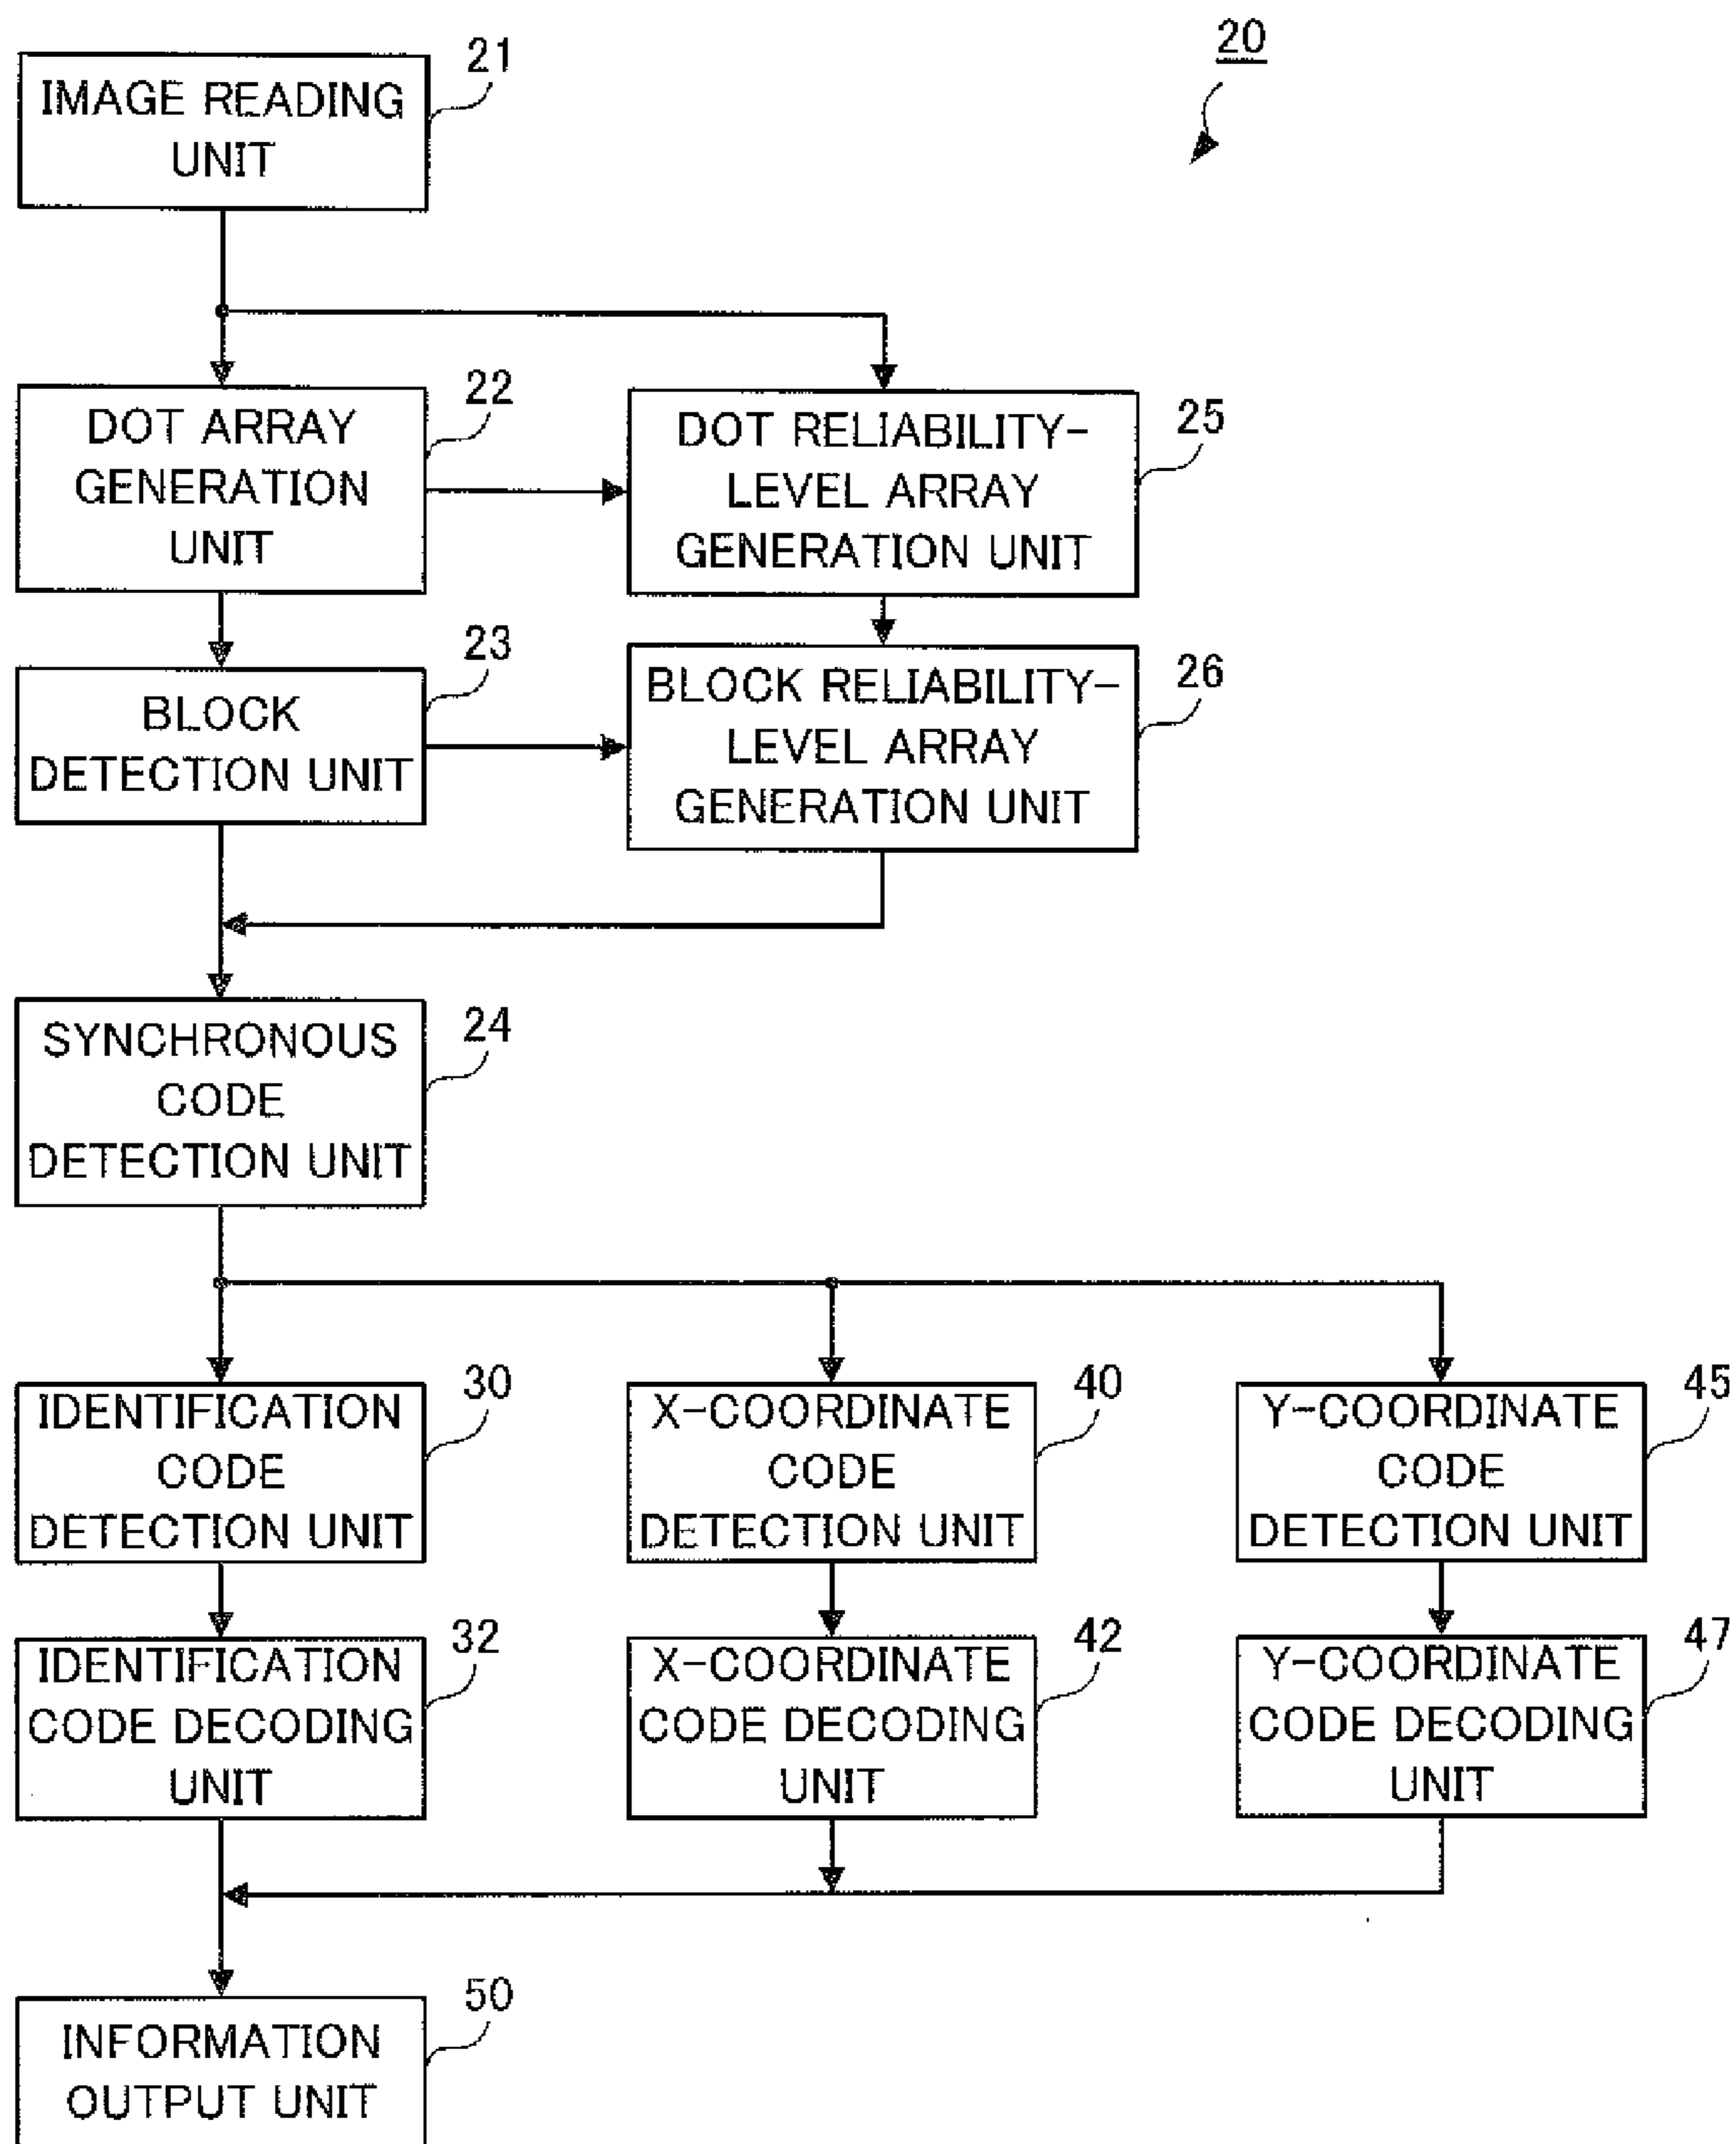 20
21
IMAGE READING
UNIT
22
DOT ARRAY
GENERATION
UNIT
25
DOT RELIABILITY-
LEVEL ARRAY
GENERATION UNIT
23
BLOCK
DETECTION UNIT
26
BLOCK RELIABILITY-
LEVEL ARRAY
GENERATION UNIT
24
SYNCHRONOUS
CODE
DETECTION UNIT
30
IDENTIFICATION
CODE
DETECTION UNIT
40
X-COORDINATE
CODE
DETECTION UNIT
45
Y-COORDINATE
CODE
DETECTION UNIT
32
IDENTIFICATION
CODE DECODING
UNIT
42
X-COORDINATE
CODE DECODING
UNIT
47
Y-COORDINATE
CODE DECODING
UNIT
50
INFORMATION
OUTPUT UNIT